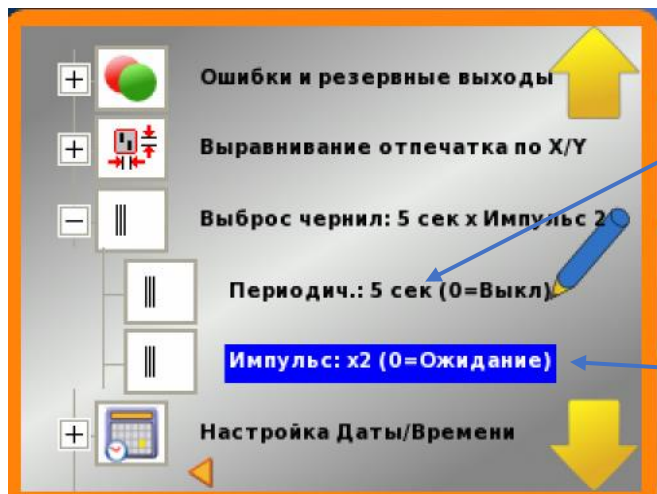 Ошибки и резервные выходы
Выравнивание отпечатка по X/Y
Выброс чернил: 5 сек x Импульс 2
Периодич.: 5 сек (0=Выкл)
Импульс: x2 (0=Ожидание)
Настройка Даты/Времени